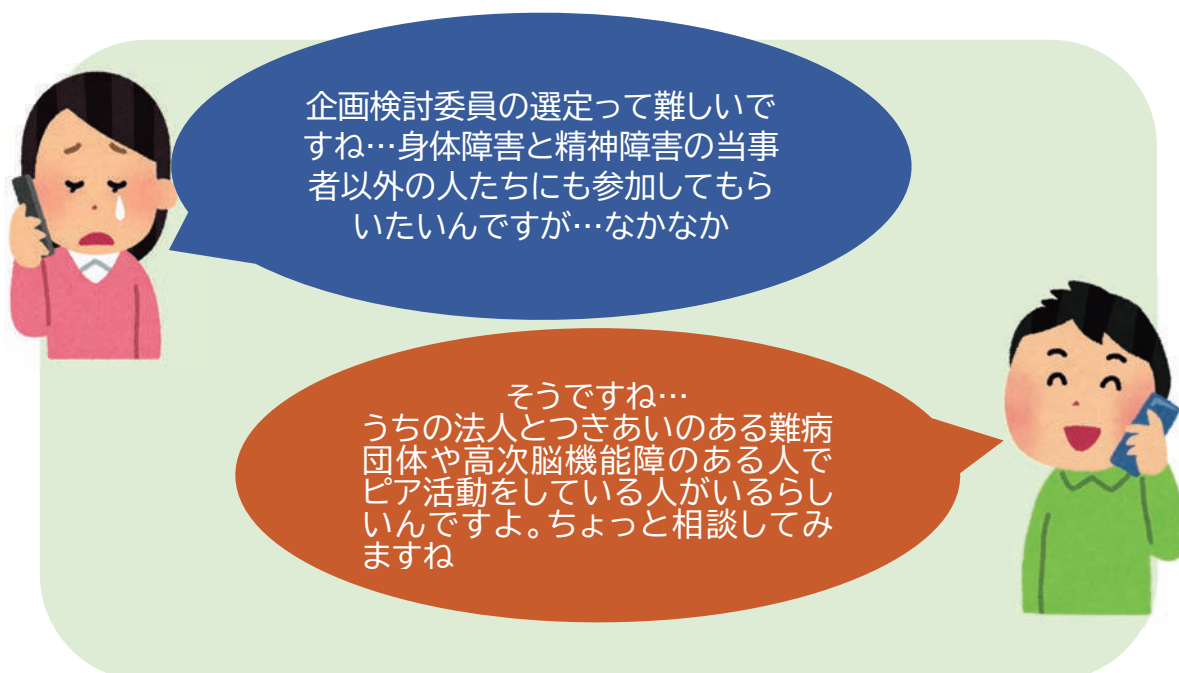 企画検討委員の選定って難しいで
すね…身体障害と精神障害の当事
者以外の人たちにも参加してもら
いたいんですが…なかなか
そうですね…
うちの法人とつきあいのある難病
団体や高次脳機能障のある人で
ピア活動をしている人がいるらし
いんですよ。ちょっと相談してみ
ますね